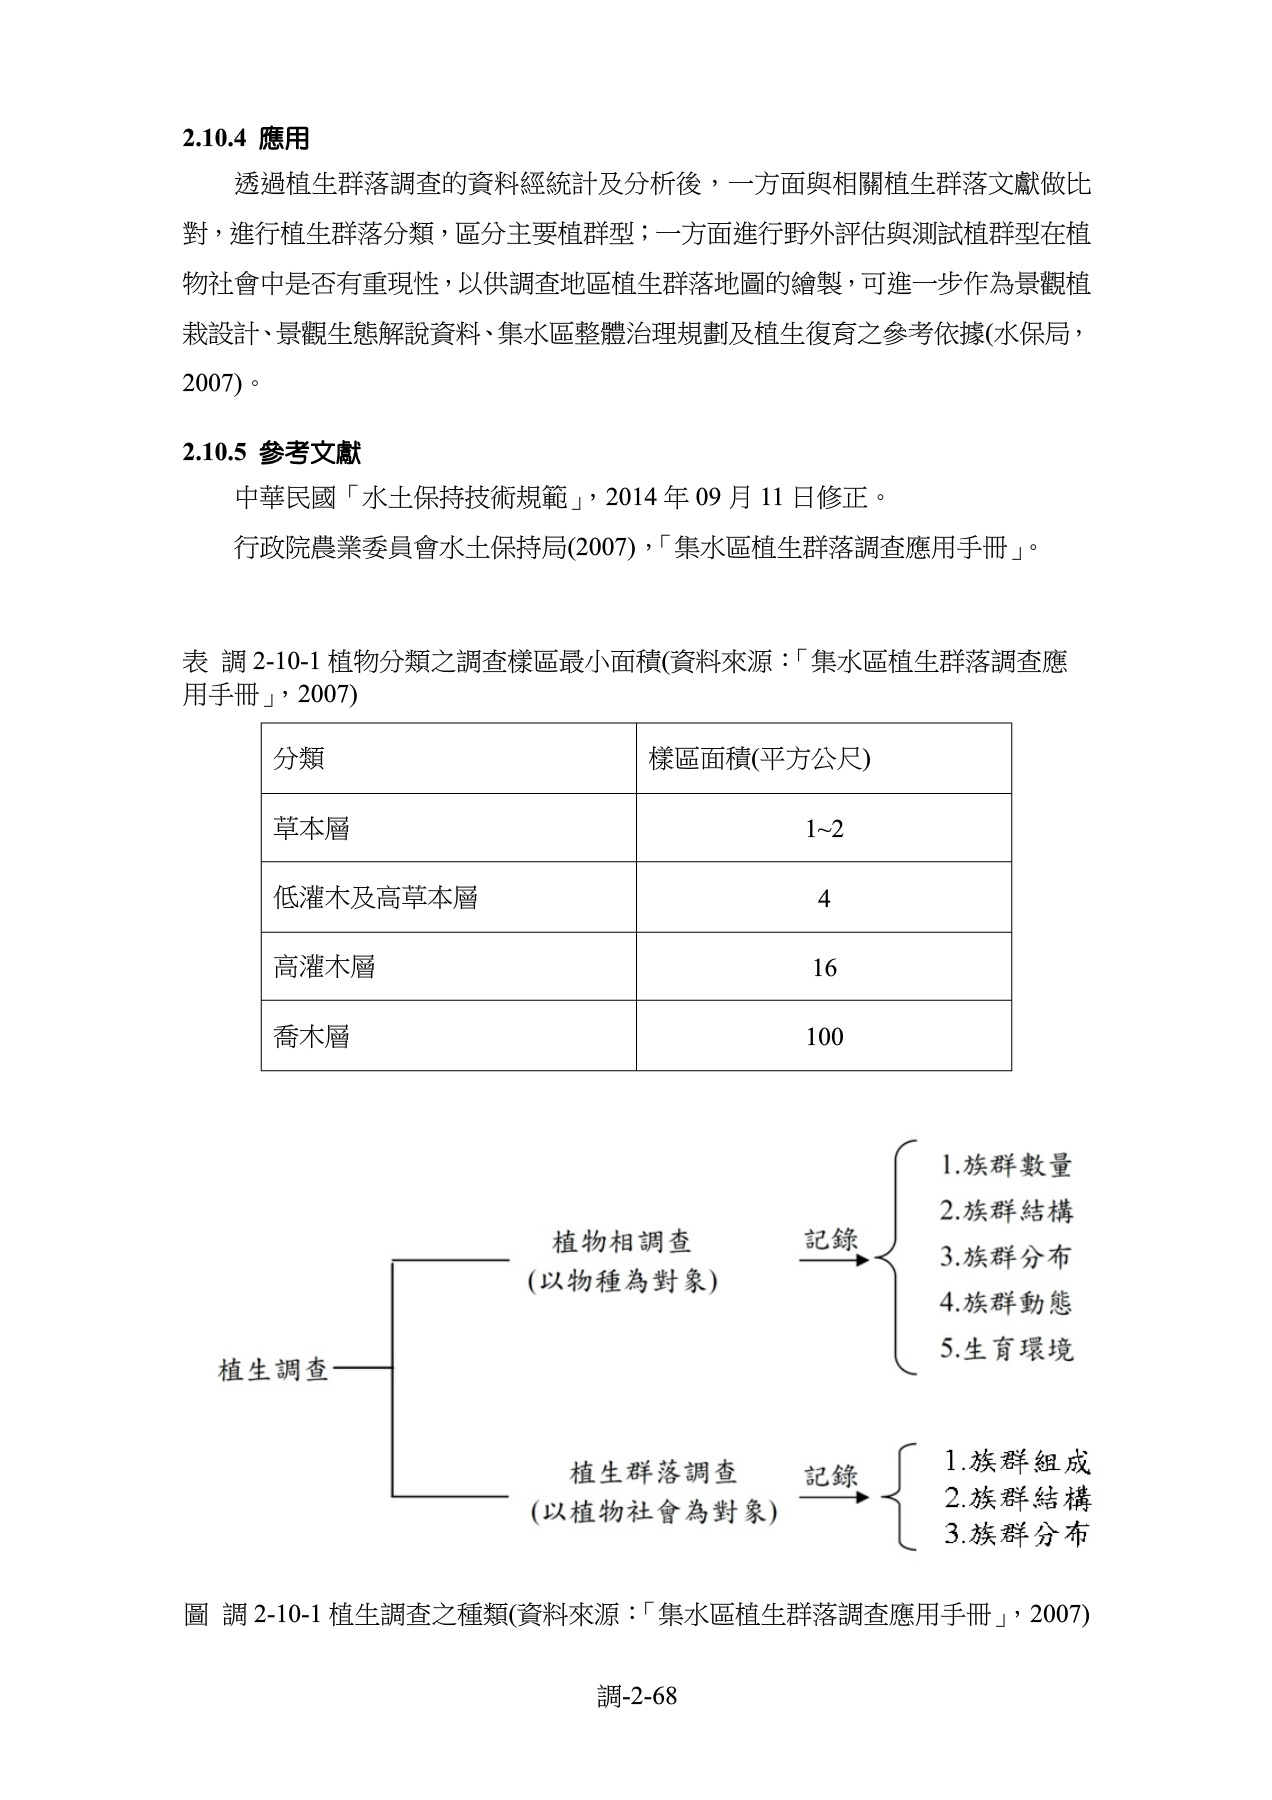 2.10.4 應用
透過植生群落調查的資料經統計及分析後，一方面與相關植生群落文獻做比
對，進行植生群落分類，區分主要植群型；一方面進行野外評估與測試植群型在植
物社會中是否有重現性，以供調查地區植生群落地圖的繪製，可進一步作為景觀植
栽設計、景觀生態解說資料、集水區整體治理規劃及植生復育之參考依據(水保局，
2007)。
2.10.5 參考文獻
中華民國「水土保持技術規範」，2014 年 09 月 11 日修正。
行政院農業委員會水土保持局(2007)，「集水區植生群落調查應用手冊」。
表 調 2-10-1 植物分類之調查樣區最小面積(資料來源：「集水區植生群落調查應
用手冊」，2007)
分類 樣區面積(平方公尺)
草本層 1~2
低灌木及高草本層 4
高灌木層 16
喬木層 100
植生調查
植物相調查
(以物種為對象)
記錄
1.族群數量
2.族群結構
3.族群分布
4.族群動態
5.生育環境
植生群落調查
(以植物社會為對象)
記錄
1.族群組成
2.族群結構
3.族群分布
圖 調 2-10-1 植生調查之種類(資料來源：「集水區植生群落調查應用手冊」，2007)
調-2-68